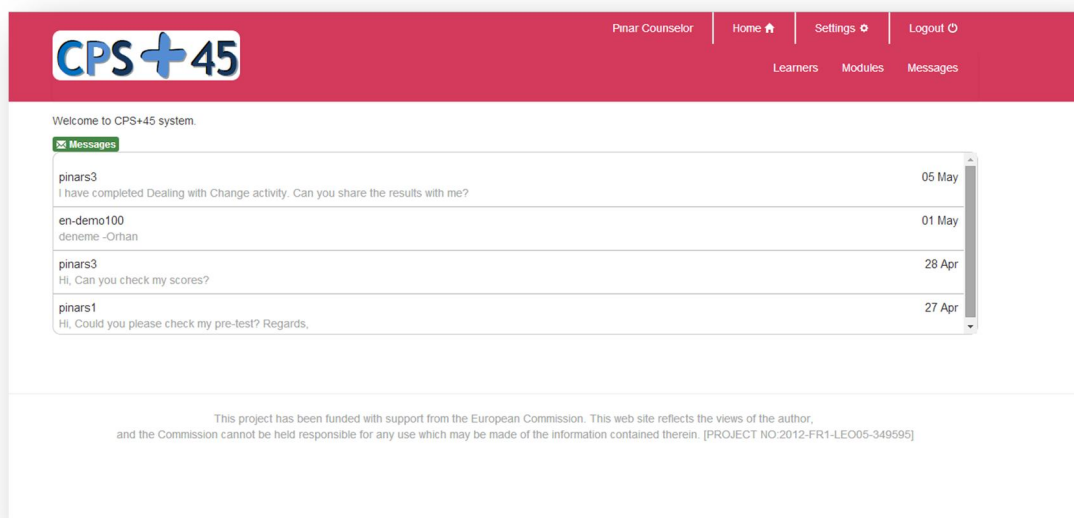 Pınar Counselor Home Settings Logout
CPS+45
Learners Modules Messages
Welcome to CPS+45 system.
Messages
pinars3 05 May
I have completed Dealing with Change activity. Can you share the results with me?
en-demo100 01 May
deneme -Orhan
pinars3 28 Apr
Hi, Can you check my scores?
pinars1 27 Apr
Hi, Could you please check my pre-test? Regards,
This project has been funded with support from the European Commission. This web site reflects the views of the author,
and the Commission cannot be held responsible for any use which may be made of the information contained therein. [PROJECT NO:2012-FR1-LEO05-349595]